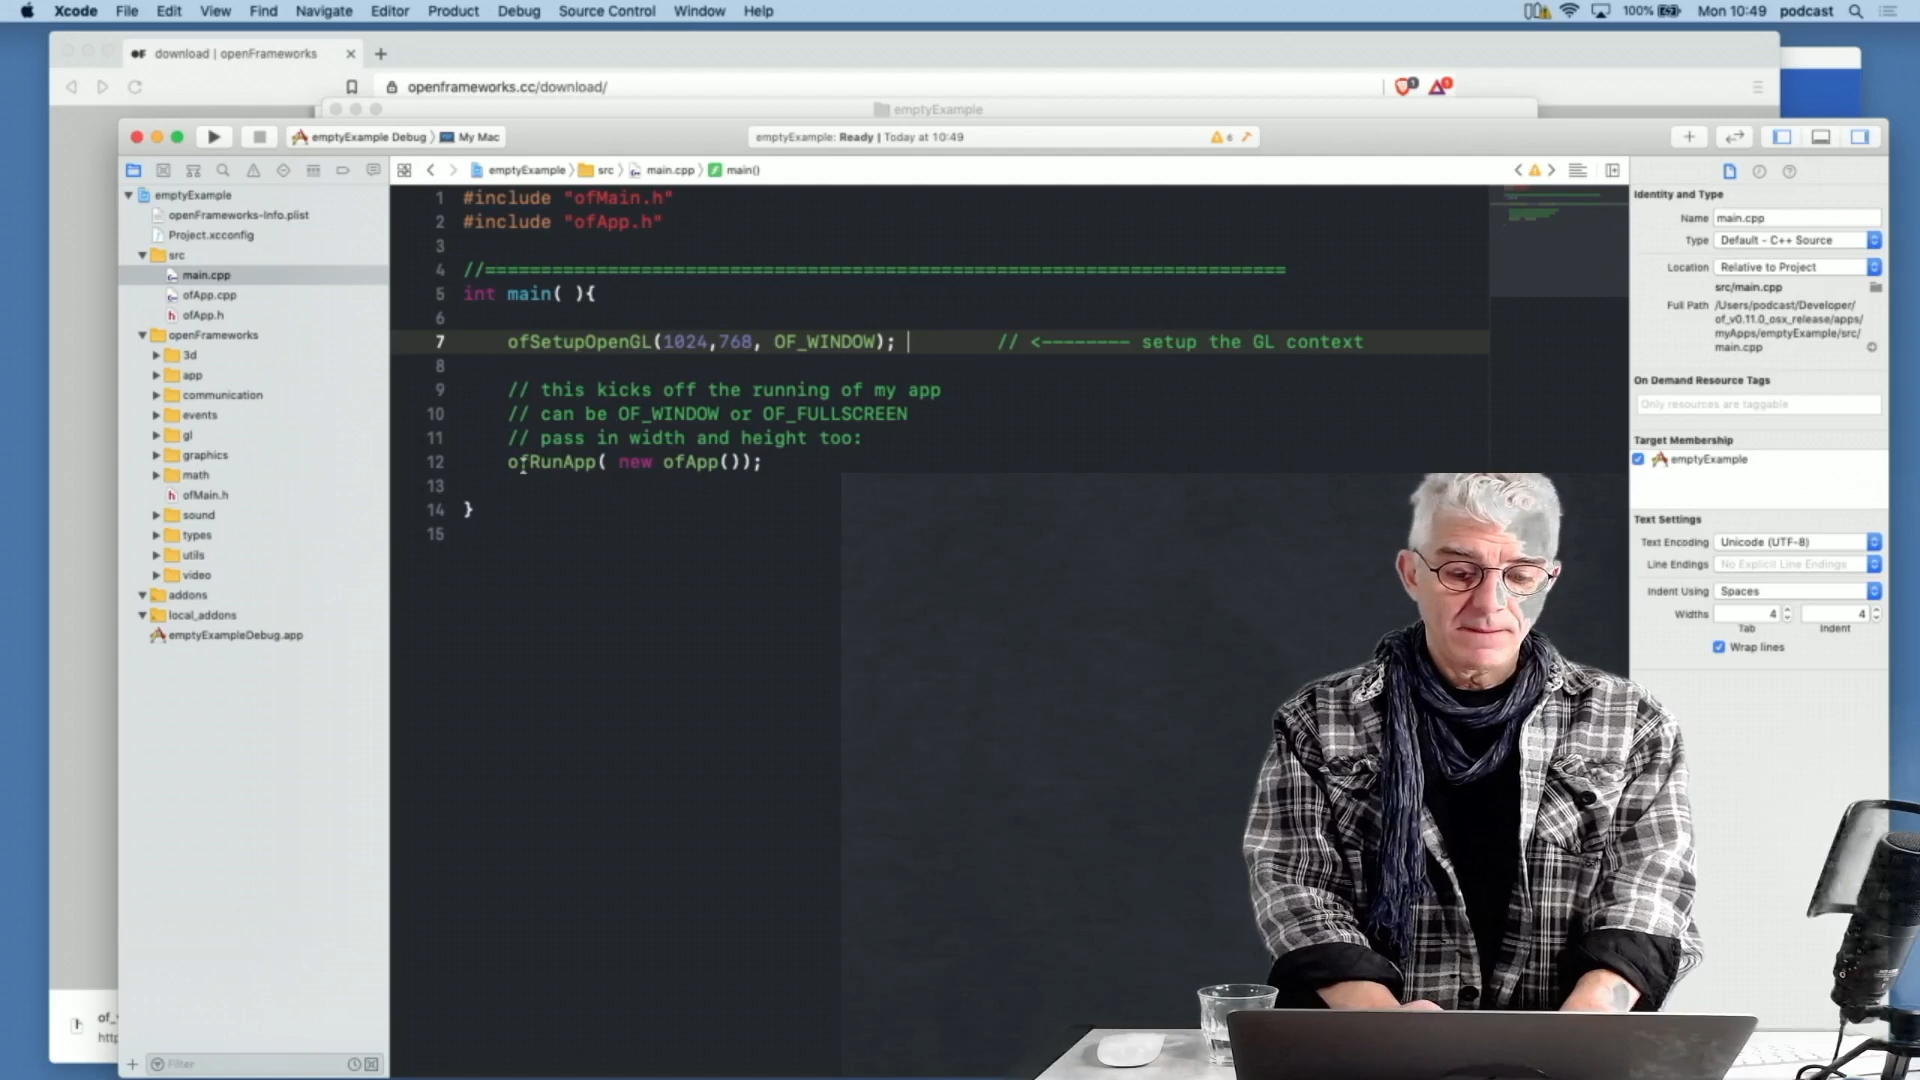 Xcode File Edit View Find Navigate Editor Product Debug Source Control Window Help
100% Mon 10:49 podcast
OF download | openFrameworks
openframeworks.cc/download/
emptyExample
emptyExample Debug My Mac
emptyExample: Ready | Today at 10:49
6
emptyExample src main.cpp main()
emptyExample
openFrameworks-Info.plist
Project.xcconfig
src
main.cpp
ofApp.cpp
h ofApp.h
openFrameworks
3d
app
communication
events
gl
graphics
math
h ofMain.h
sound
types
utils
video
addons
local_addons
emptyExampleDebug.app
Filter
1 #include "ofMain.h"
2 #include "ofApp.h"
3
4 //========================================================================
5 int main( ){
6
7 ofSetupOpenGL(1024,768, OF_WINDOW); // <-------- setup the GL context
8
9 // this kicks off the running of my app
10 // can be OF_WINDOW or OF_FULLSCREEN
11 // pass in width and height too:
12 ofRunApp( new ofApp());
13
14 }
15
Identity and Type
Name main.cpp
Type Default - C++ Source
Location Relative to Project
src/main.cpp
Full Path /Users/podcast/Developer/
of_v0.11.0_osx_release/apps/
myApps/emptyExample/src/
main.cpp
On Demand Resource Tags
Only resources are taggable
Target Membership
emptyExample
Text Settings
Text Encoding Unicode (UTF-8)
Line Endings No Explicit Line Endings
Indent Using Spaces
Widths 4 4
Tab Indent
Wrap lines
of_
http